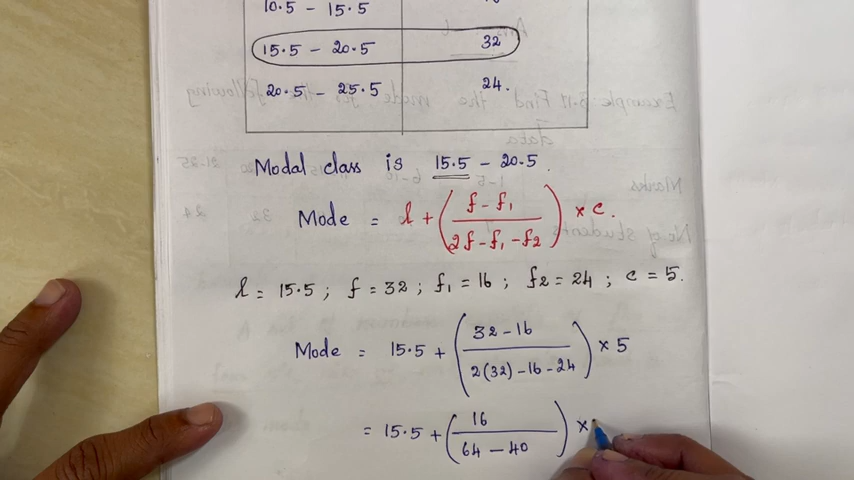 10.5 - 15.5
15.5 - 20.5 32
20.5 - 25.5 24.
Modal class is 15.5 - 20.5.
Mode = l + ( f - f₁ / 2f - f₁ - f₂ ) × c.
l = 15.5 ; f = 32 ; f₁ = 16 ; f₂ = 24 ; c = 5.
Mode = 15.5 + ( 32 - 16 / 2(32) - 16 - 24 ) × 5
= 15.5 + ( 16 / 64 - 40 ) ×